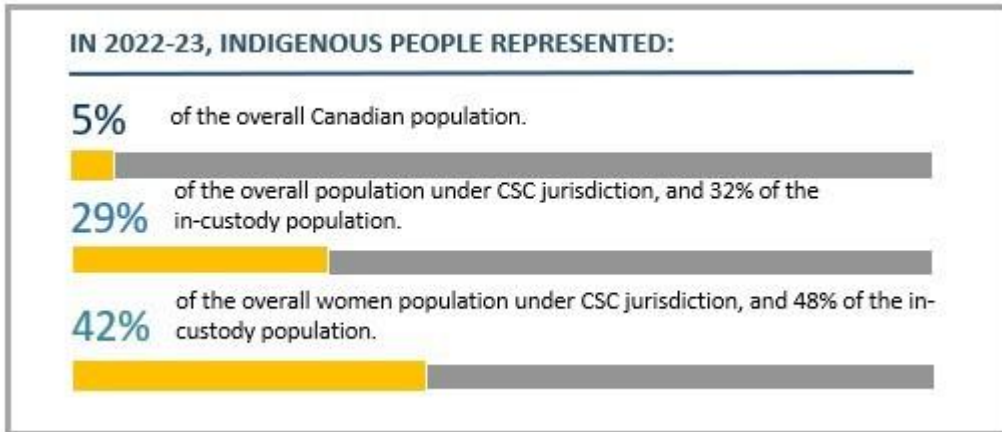 IN 2022-23, INDIGENOUS PEOPLE REPRESENTED:
5% of the overall Canadian population.
29% of the overall population under CSC jurisdiction, and 32% of the
in-custody population.
42% of the overall women population under CSC jurisdiction, and 48% of the in-
custody population.